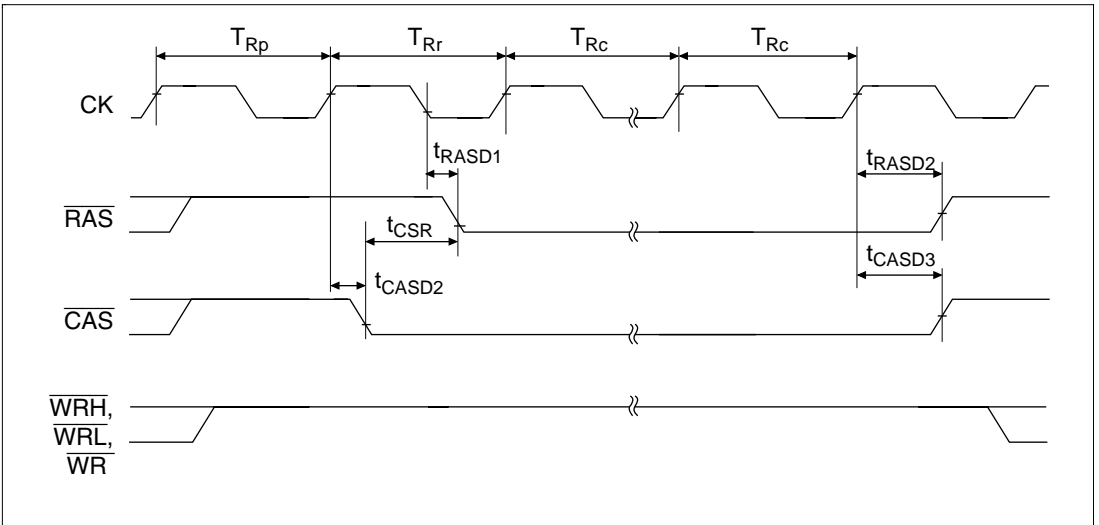 TRp TRr TRc TRc
CK
tRASD1 tRASD2
RAS
tCSR
tCASD3
tCASD2
CAS
WRH,
WRL,
WR